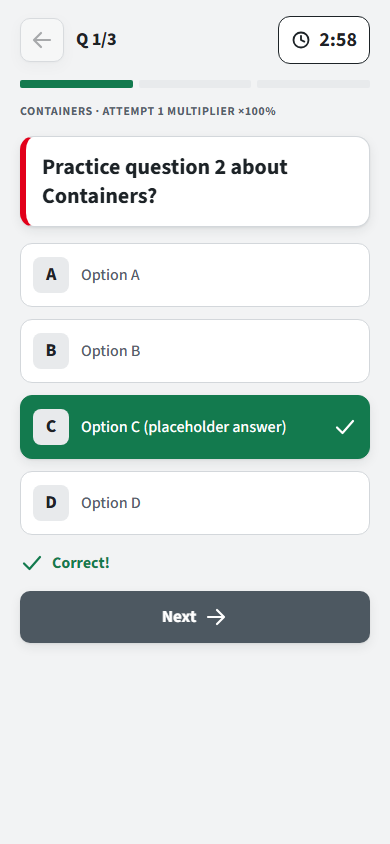 Q 1/3
2:58
CONTAINERS · ATTEMPT 1 MULTIPLIER ×100%
Practice question 2 about
Containers?
A Option A
B Option B
C Option C (placeholder answer)
D Option D
Correct!
Next